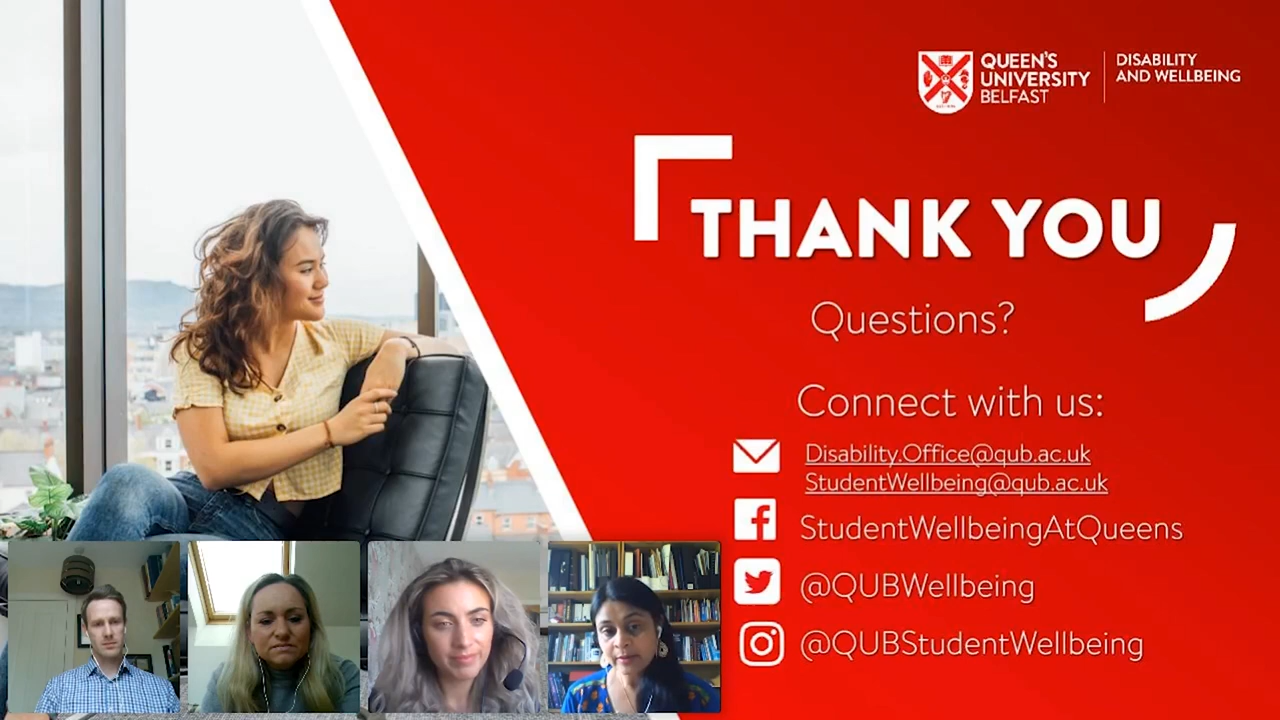 QUEEN'S
UNIVERSITY
BELFAST
DISABILITY
AND WELLBEING
THANK YOU
Questions?
Connect with us:
Disability.Office@qub.ac.uk
StudentWellbeing@qub.ac.uk
StudentWellbeingAtQueens
@QUBWellbeing
@QUBStudentWellbeing